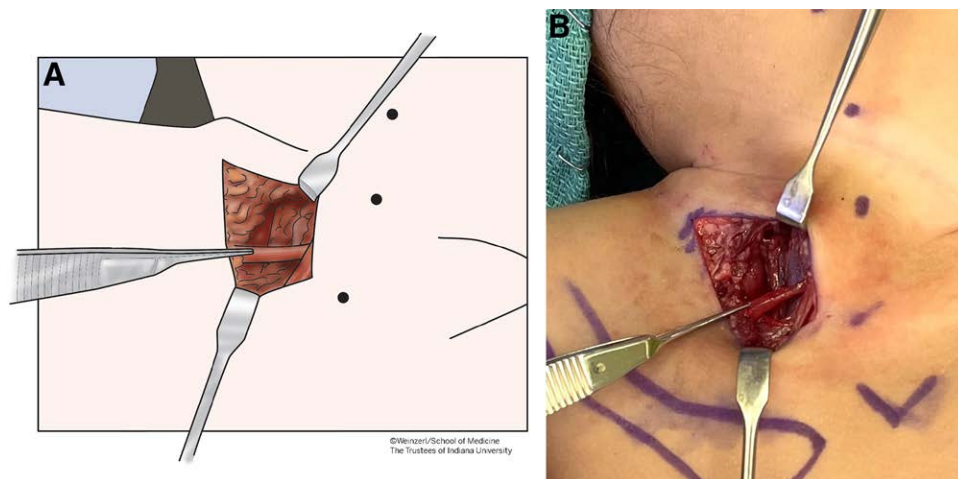 A
B
©Weinzerl/School of Medicine
The Trustees of Indiana University